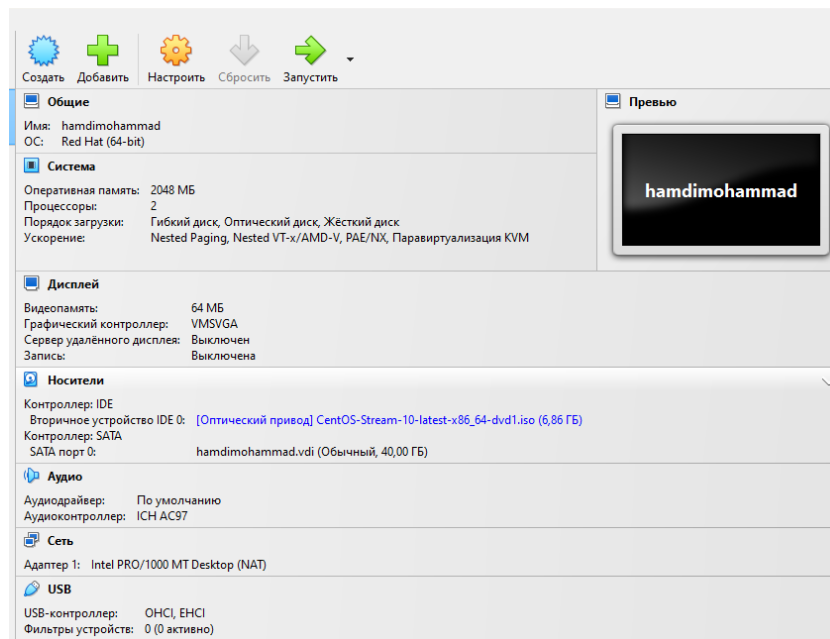 Создать Добавить Настроить Сбросить Запустить
Общие
Имя: hamdimohammad
ОС: Red Hat (64-bit)
Превью
hamdimohammad
Система
Оперативная память: 2048 МБ
Процессоры: 2
Порядок загрузки: Гибкий диск, Оптический диск, Жёсткий диск
Ускорение: Nested Paging, Nested VT-x/AMD-V, PAE/NX, Паравиртуализация KVM
Дисплей
Видеопамять: 64 МБ
Графический контроллер: VMSVGA
Сервер удалённого дисплея: Выключен
Запись: Выключена
Носители
Контроллер: IDE
Вторичное устройство IDE 0: [Оптический привод] CentOS-Stream-10-latest-x86_64-dvd1.iso (6,86 ГБ)
Контроллер: SATA
SATA порт 0: hamdimohammad.vdi (Обычный, 40,00 ГБ)
Аудио
Аудиодрайвер: По умолчанию
Аудиоконтроллер: ICH AC97
Сеть
Адаптер 1: Intel PRO/1000 MT Desktop (NAT)
USB
USB-контроллер: OHCI, EHCI
Фильтры устройств: 0 (0 активно)